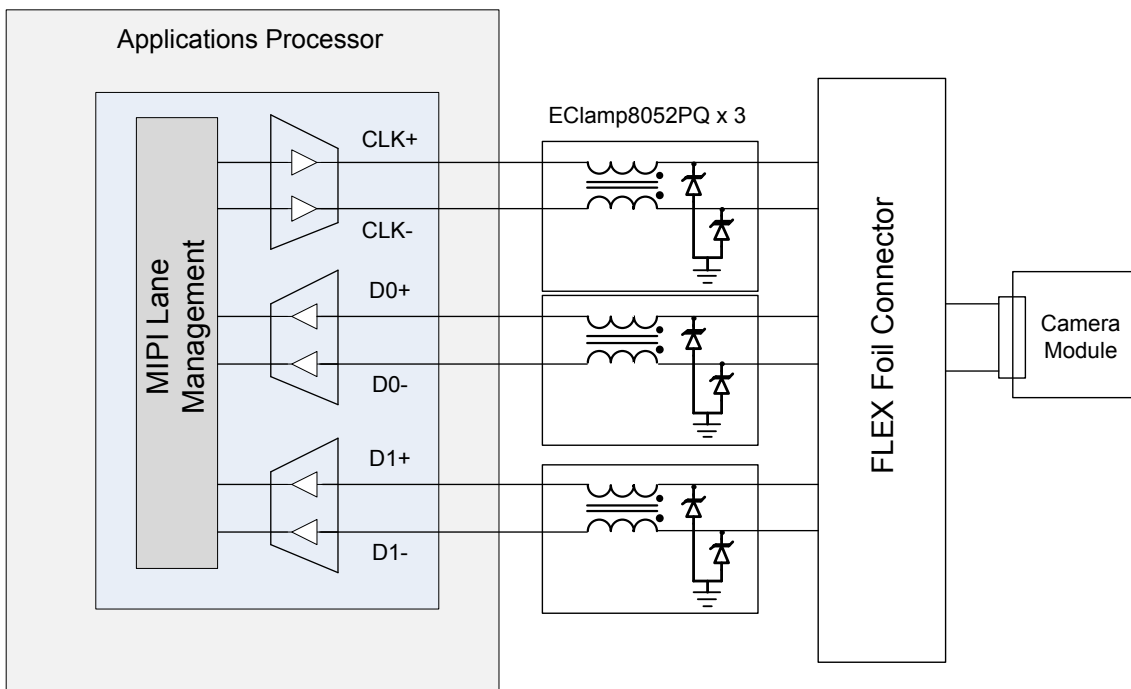 Applications Processor
EClamp8052PQ x 3
MIPI Lane
Management
CLK+
CLK-
D0+
D0-
D1+
D1-
FLEX Foil Connector
Camera
Module